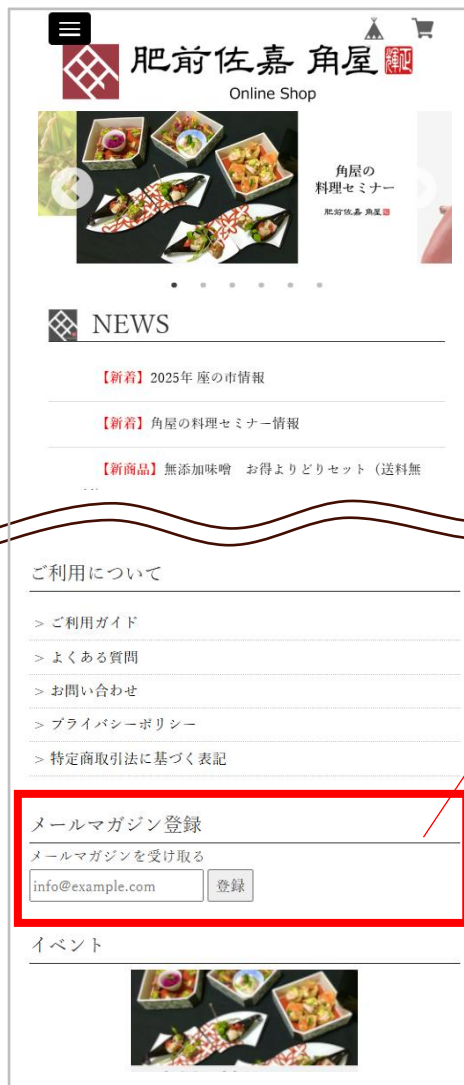 肥前佐嘉 角屋
Online Shop
角屋の
料理セミナー
肥前佐嘉 角屋
NEWS
【新着】2025年 座の市情報
【新着】角屋の料理セミナー情報
【新商品】無添加味噌　お得よりどりセット（送料無
ご利用について
> ご利用ガイド
> よくある質問
> お問い合わせ
> プライバシーポリシー
> 特定商取引法に基づく表記
メールマガジン登録
メールマガジンを受け取る
info@example.com 登録
イベント